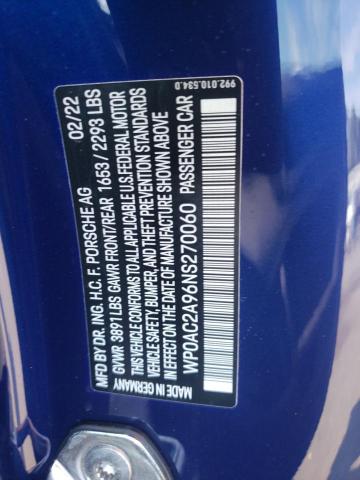 MFD BY DR. ING. H.C. F. PORSCHE AG 02/22
GVWR 3891 LBS GAWR FRONT/REAR 1653 / 2293 LBS
THIS VEHICLE CONFORMS TO ALL APPLICABLE U.S. FEDERAL MOTOR
VEHICLE SAFETY, BUMPER, AND THEFT PREVENTION STANDARDS
IN EFFECT ON THE DATE OF MANUFACTURE SHOWN ABOVE
WP0AC2A96NS270060 PASSENGER CAR
MADE IN GERMANY
992.010.534.0